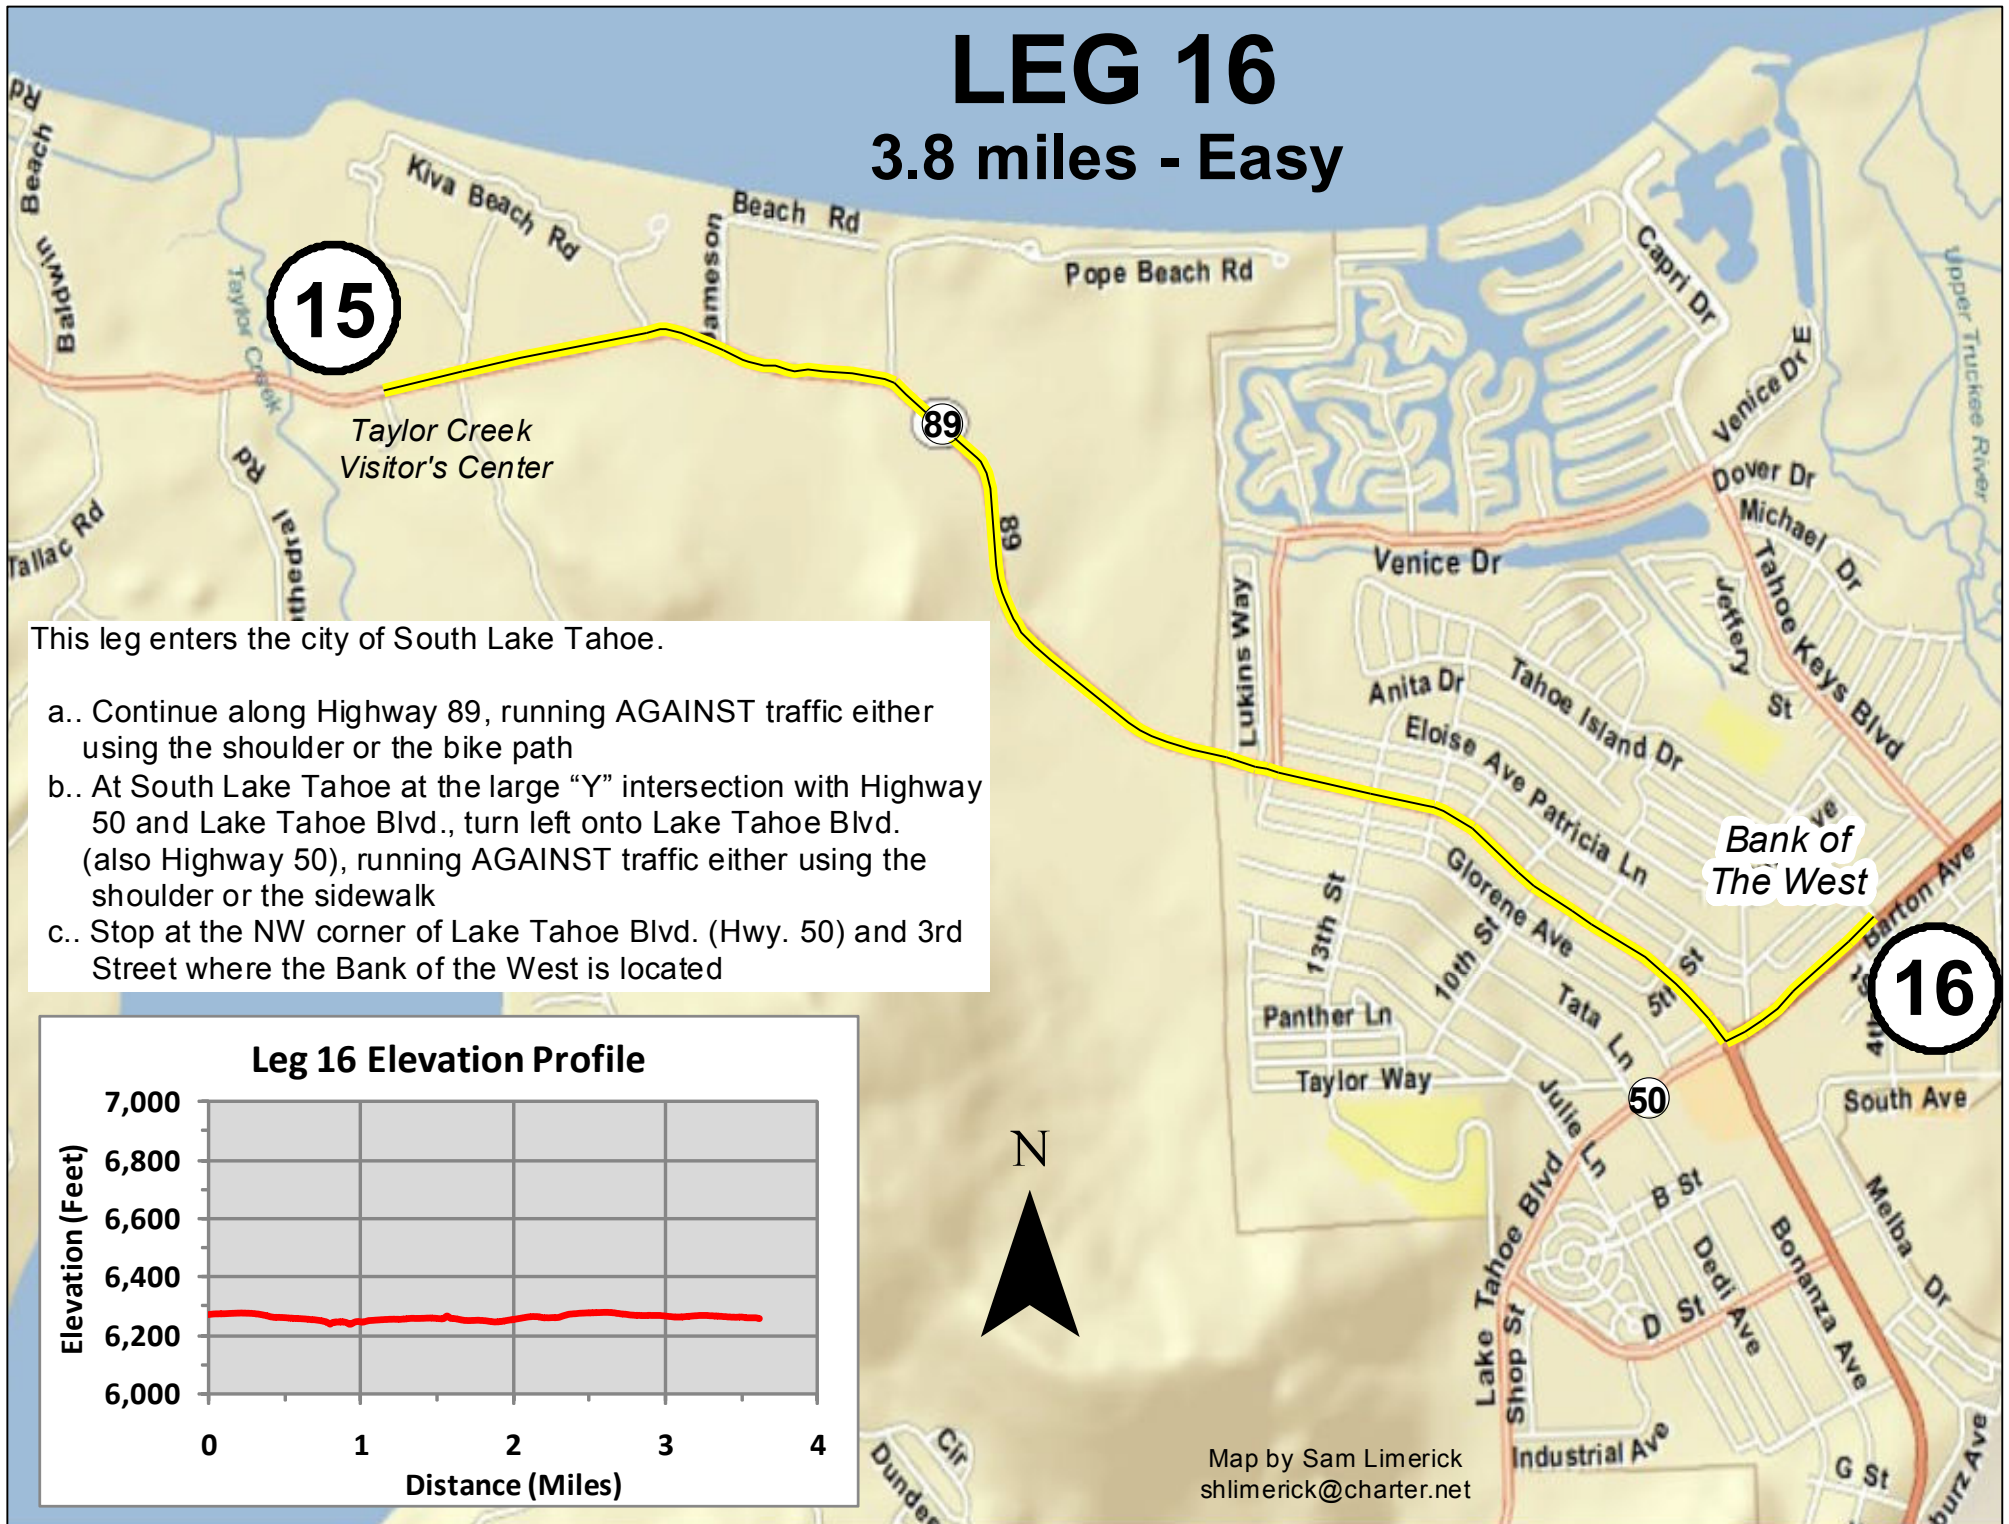 LEG 16
3.8 miles - Easy
Rd
Beach
Baldwin
Kiva Beach Rd
Jameson
Beach Rd
Pope Beach Rd
Capri Dr
Venice Dr E
Upper Truckee River
Taylor Creek
15
Taylor Creek
Visitor's Center
89
89
Rd
Tallac Rd
thedral
Dover Dr
Michael Dr
Venice Dr
Tahoe Keys Blvd
Jeffery
St
Lukins Way
Anita Dr
Tahoe Island Dr
Eloise Ave
Patricia Ln
Glorene Ave
13th St
10th St
5th St
Tata Ln
Panther Ln
Taylor Way
Julie Ln
ve
Bank of
The West
Barton Ave
16
South Ave
50
Lake Tahoe Blvd
Shop St
B St
D St
Dedi Ave
Bonanza Ave
Melba Dr
Industrial Ave
G St
burz Ave
Dundee
Cir
This leg enters the city of South Lake Tahoe.
a.. Continue along Highway 89, running AGAINST traffic either
using the shoulder or the bike path
b.. At South Lake Tahoe at the large “Y” intersection with Highway
50 and Lake Tahoe Blvd., turn left onto Lake Tahoe Blvd.
(also Highway 50), running AGAINST traffic either using the
shoulder or the sidewalk
c.. Stop at the NW corner of Lake Tahoe Blvd. (Hwy. 50) and 3rd
Street where the Bank of the West is located
Leg 16 Elevation Profile
Elevation (Feet)
7,000
6,800
6,600
6,400
6,200
6,000
0 1 2 3 4
Distance (Miles)
N
Map by Sam Limerick
shlimerick@charter.net